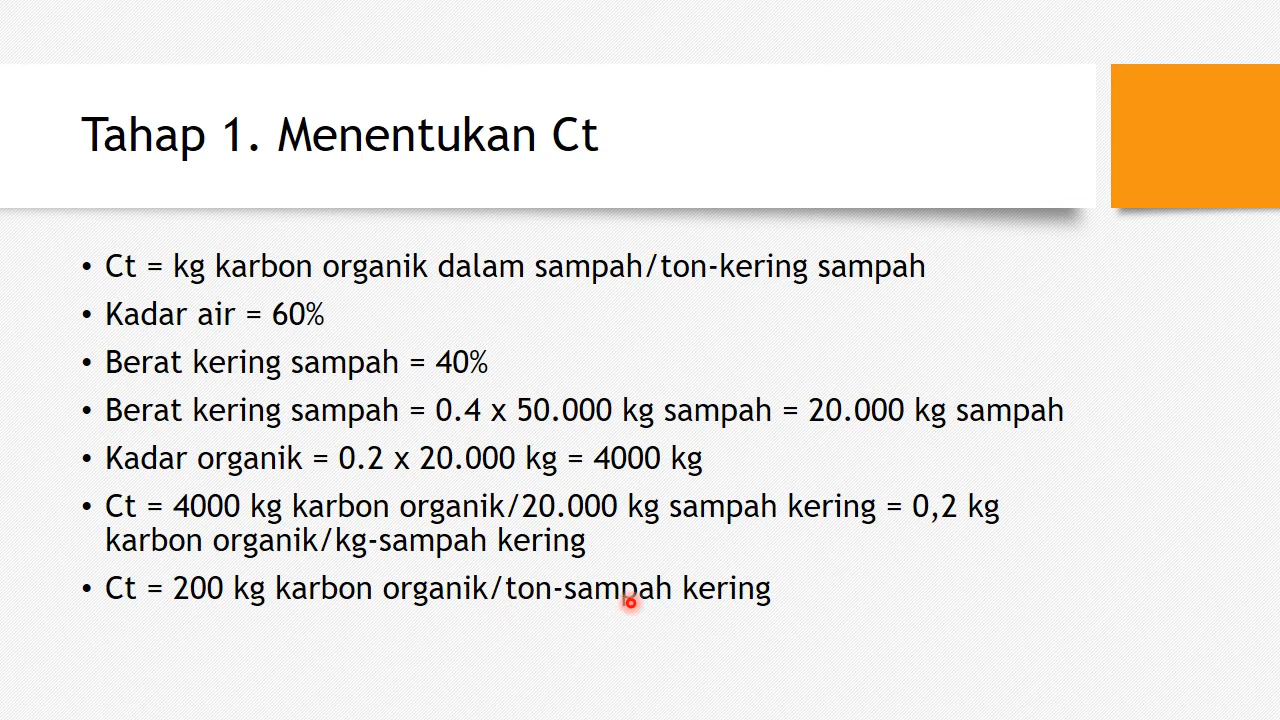 Tahap 1. Menentukan Ct
• Ct = kg karbon organik dalam sampah/ton-kering sampah
• Kadar air = 60%
• Berat kering sampah = 40%
• Berat kering sampah = 0.4 x 50.000 kg sampah = 20.000 kg sampah
• Kadar organik = 0.2 x 20.000 kg = 4000 kg
• Ct = 4000 kg karbon organik/20.000 kg sampah kering = 0,2 kg
karbon organik/kg-sampah kering
• Ct = 200 kg karbon organik/ton-sampah kering